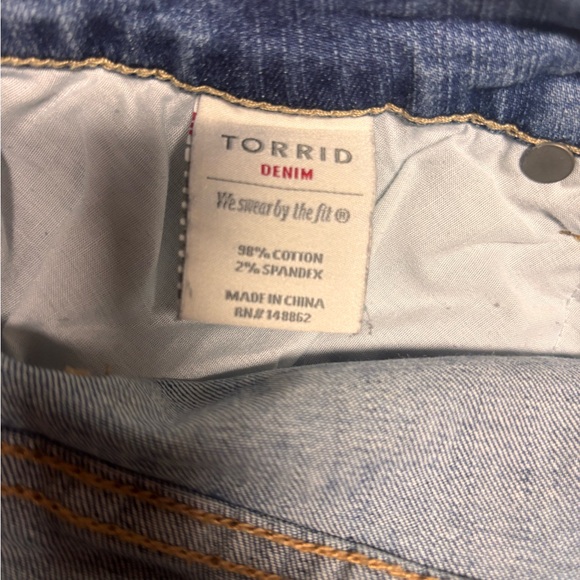 TORRID
DENIM
We swear by the fit ®
98% COTTON
2% SPANDEX
MADE IN CHINA
RN# 148862